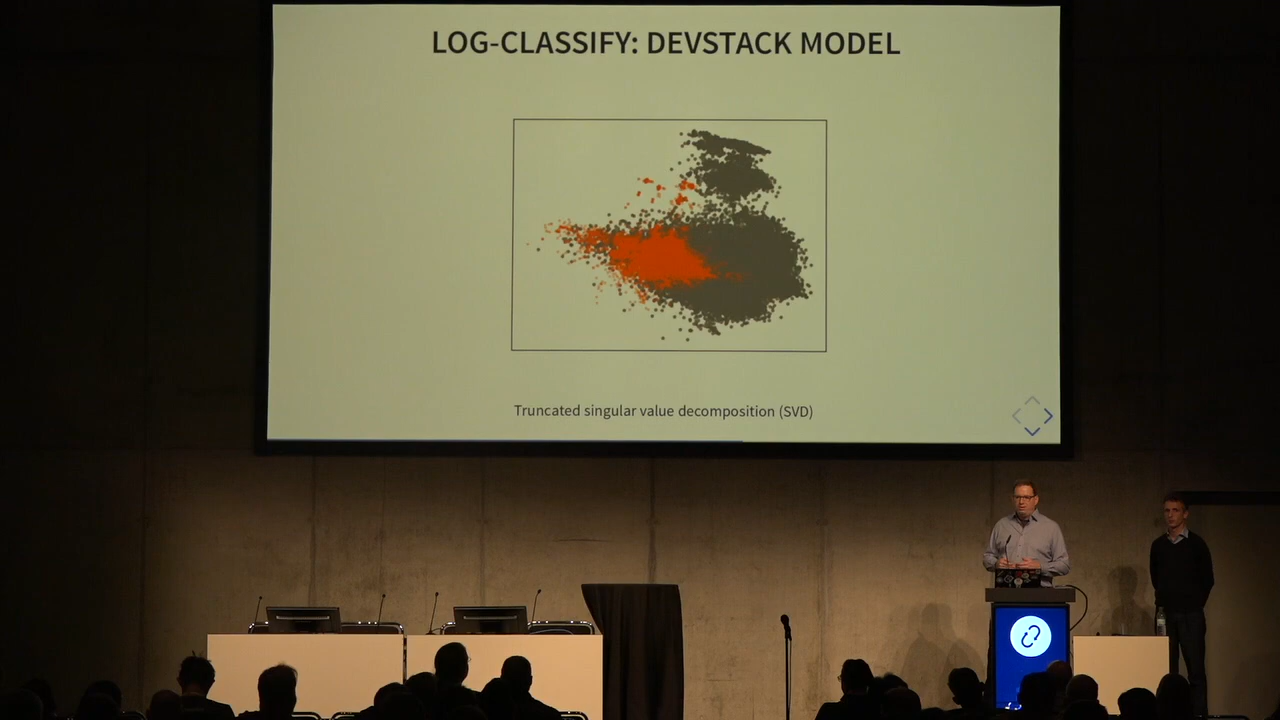 LOG-CLASSIFY: DEVSTACK MODEL
Truncated singular value decomposition (SVD)